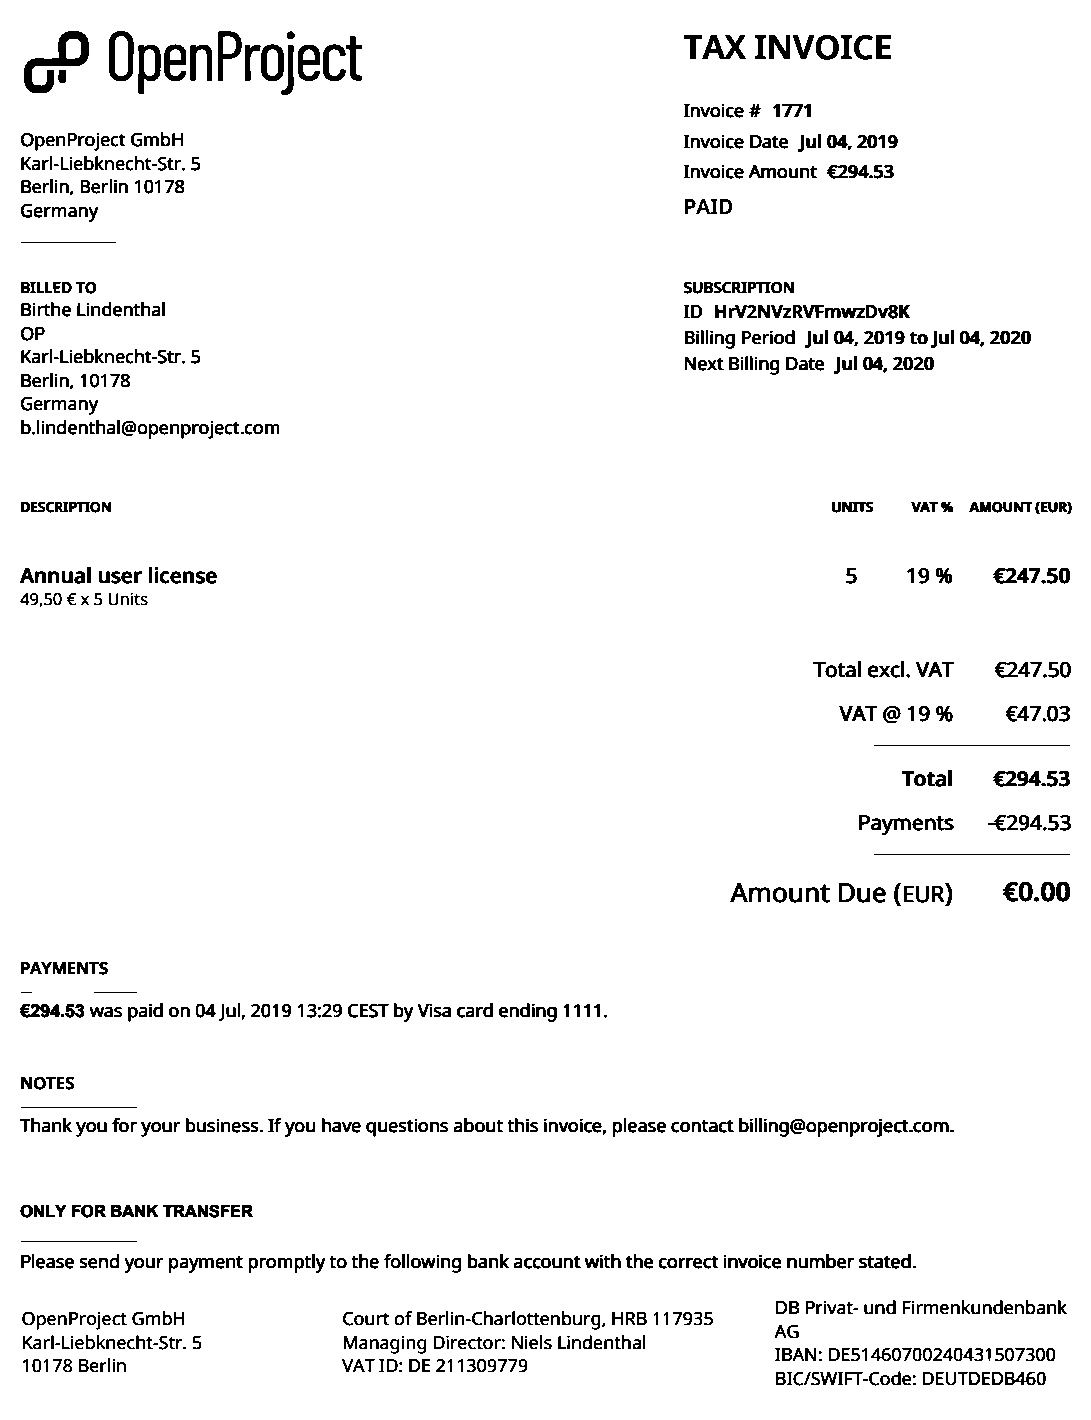 OpenProject
TAX INVOICE
Invoice # 1771
Invoice Date Jul 04, 2019
Invoice Amount €294.53
PAID
OpenProject GmbH
Karl-Liebknecht-Str. 5
Berlin, Berlin 10178
Germany
BILLED TO
Birthe Lindenthal
OP
Karl-Liebknecht-Str. 5
Berlin, 10178
Germany
b.lindenthal@openproject.com
SUBSCRIPTION
ID HrV2NVzRVFmwzDv8K
Billing Period Jul 04, 2019 to Jul 04, 2020
Next Billing Date Jul 04, 2020
DESCRIPTION UNITS VAT % AMOUNT (EUR)
Annual user license 5 19 % €247.50
49,50 € x 5 Units
Total excl. VAT €247.50
VAT @ 19 % €47.03
Total €294.53
Payments -€294.53
Amount Due (EUR) €0.00
PAYMENTS
€294.53 was paid on 04 Jul, 2019 13:29 CEST by Visa card ending 1111.
NOTES
Thank you for your business. If you have questions about this invoice, please contact billing@openproject.com.
ONLY FOR BANK TRANSFER
Please send your payment promptly to the following bank account with the correct invoice number stated.
OpenProject GmbH
Karl-Liebknecht-Str. 5
10178 Berlin
Court of Berlin-Charlottenburg, HRB 117935
Managing Director: Niels Lindenthal
VAT ID: DE 211309779
DB Privat- und Firmenkundenbank
AG
IBAN: DE51460700240431507300
BIC/SWIFT-Code: DEUTDEDB460